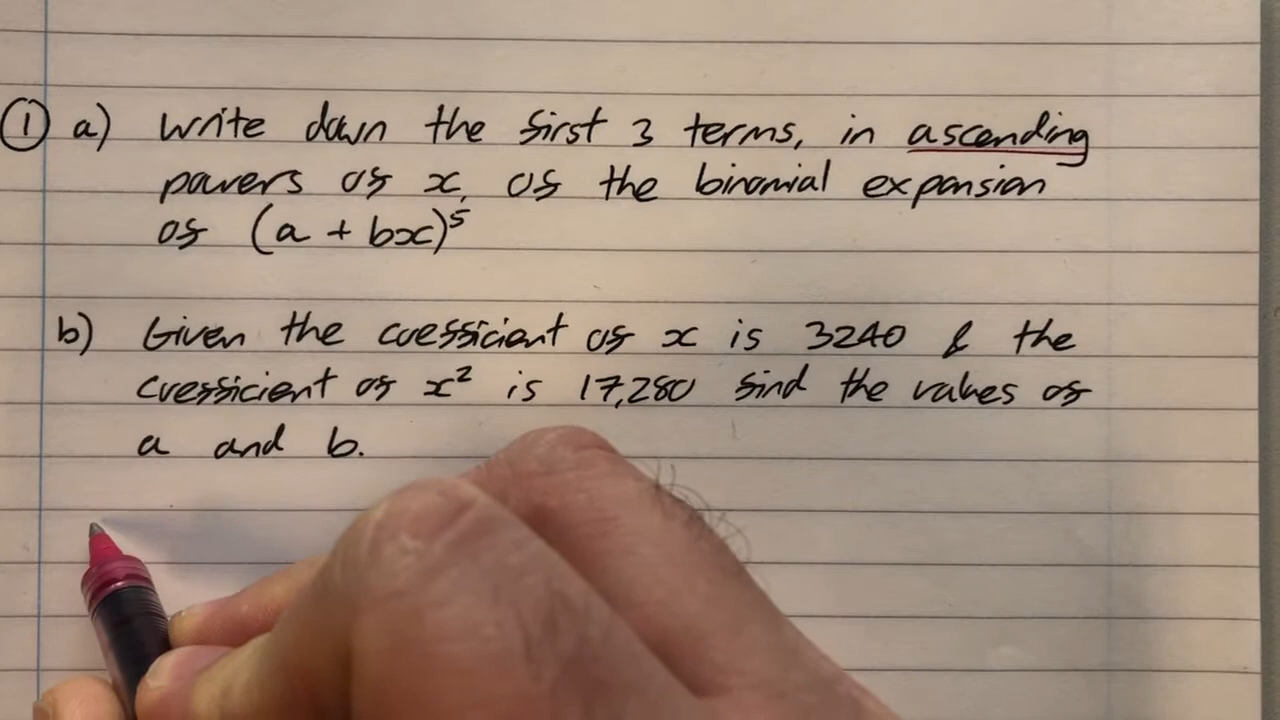 ① a) Write down the first 3 terms, in ascending
powers of x, of the binomial expansion
of (a + bx)⁵
b) Given the coefficient of x is 3240 & the
coefficient of x² is 17,280 find the values of
a and b.